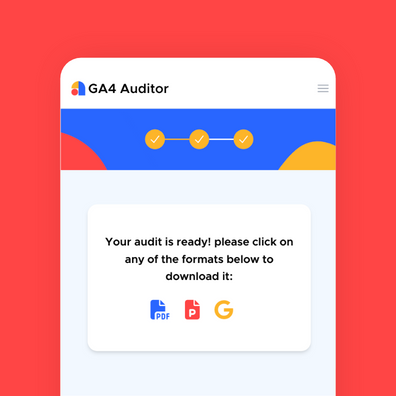 GA4 Auditor
Your audit is ready! please click on
any of the formats below to
download it:
PDF
P
G